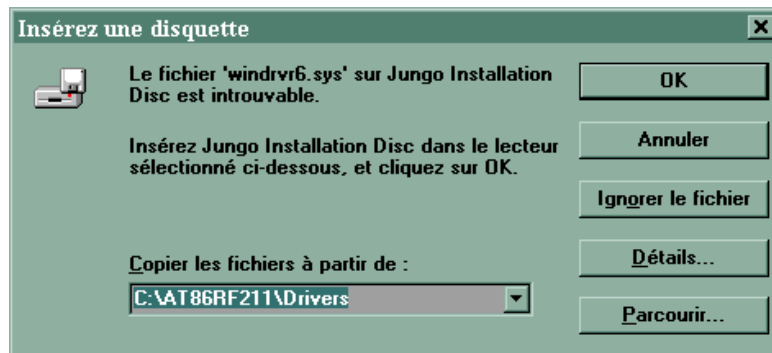 Insérez une disquette
Le fichier 'windrvr6.sys' sur Jungo Installation
Disc est introuvable.
Insérez Jungo Installation Disc dans le lecteur
sélectionné ci-dessous, et cliquez sur OK.
Copier les fichiers à partir de :
C:\AT86RF211\Drivers
OK
Annuler
Ignorer le fichier
Détails...
Parcourir...